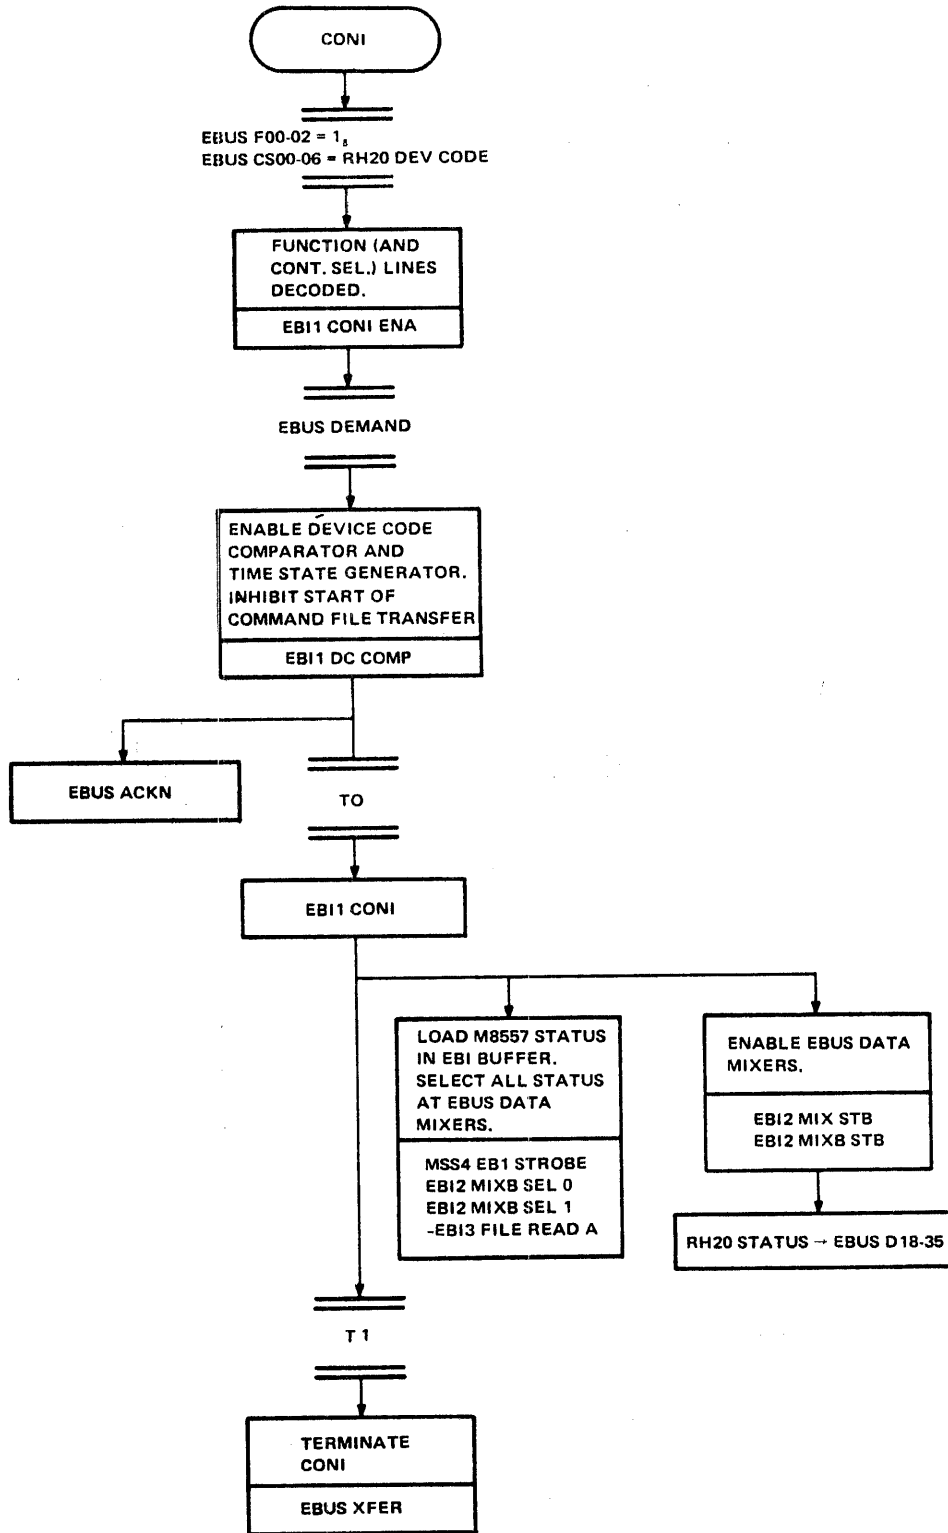 CONI
EBUS F00-02 = 1₈
EBUS CS00-06 = RH20 DEV CODE
FUNCTION (AND
CONT. SEL.) LINES
DECODED.
EBI1 CONI ENA
EBUS DEMAND
ENABLE DEVICE CODE
COMPARATOR AND
TIME STATE GENERATOR.
INHIBIT START OF
COMMAND FILE TRANSFER
EBI1 DC COMP
EBUS ACKN
TO
EBI1 CONI
LOAD M8557 STATUS
IN EBI BUFFER.
SELECT ALL STATUS
AT EBUS DATA
MIXERS.
MSS4 EB1 STROBE
EBI2 MIXB SEL 0
EBI2 MIXB SEL 1
-EBI3 FILE READ A
ENABLE EBUS DATA
MIXERS.
EBI2 MIX STB
EBI2 MIXB STB
RH20 STATUS → EBUS D18-35
T 1
TERMINATE
CONI
EBUS XFER